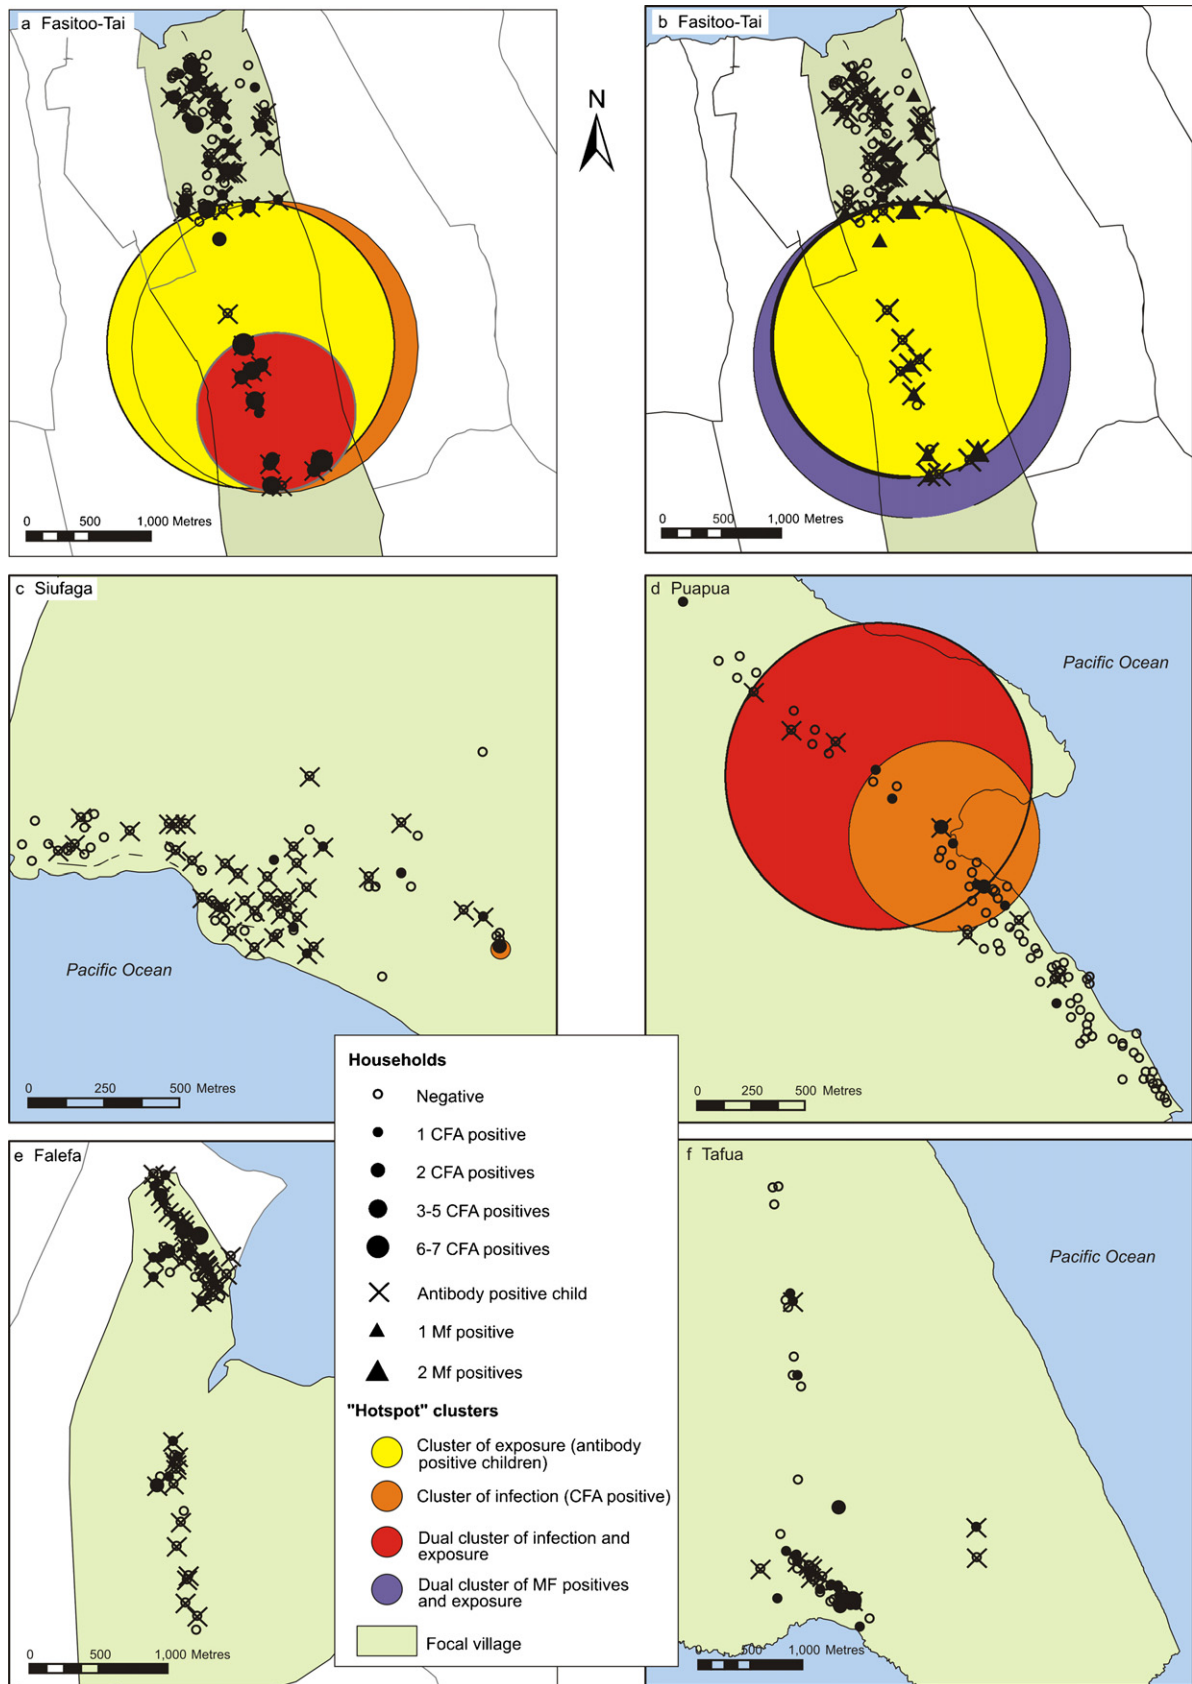 a Fasitoo-Tai
b Fasitoo-Tai
N
0 500 1,000 Metres
0 500 1,000 Metres
c Siufaga
d Puapua
Pacific Ocean
Pacific Ocean
0 250 500 Metres
0 250 500 Metres
Households
Negative
1 CFA positive
2 CFA positives
3-5 CFA positives
6-7 CFA positives
Antibody positive child
1 Mf positive
2 Mf positives
"Hotspot" clusters
Cluster of exposure (antibody
positive children)
Cluster of infection (CFA positive)
Dual cluster of infection and
exposure
Dual cluster of MF positives
and exposure
Focal village
e Falefa
0 500 1,000 Metres
f Tafua
Pacific Ocean
0 500 1,000 Metres